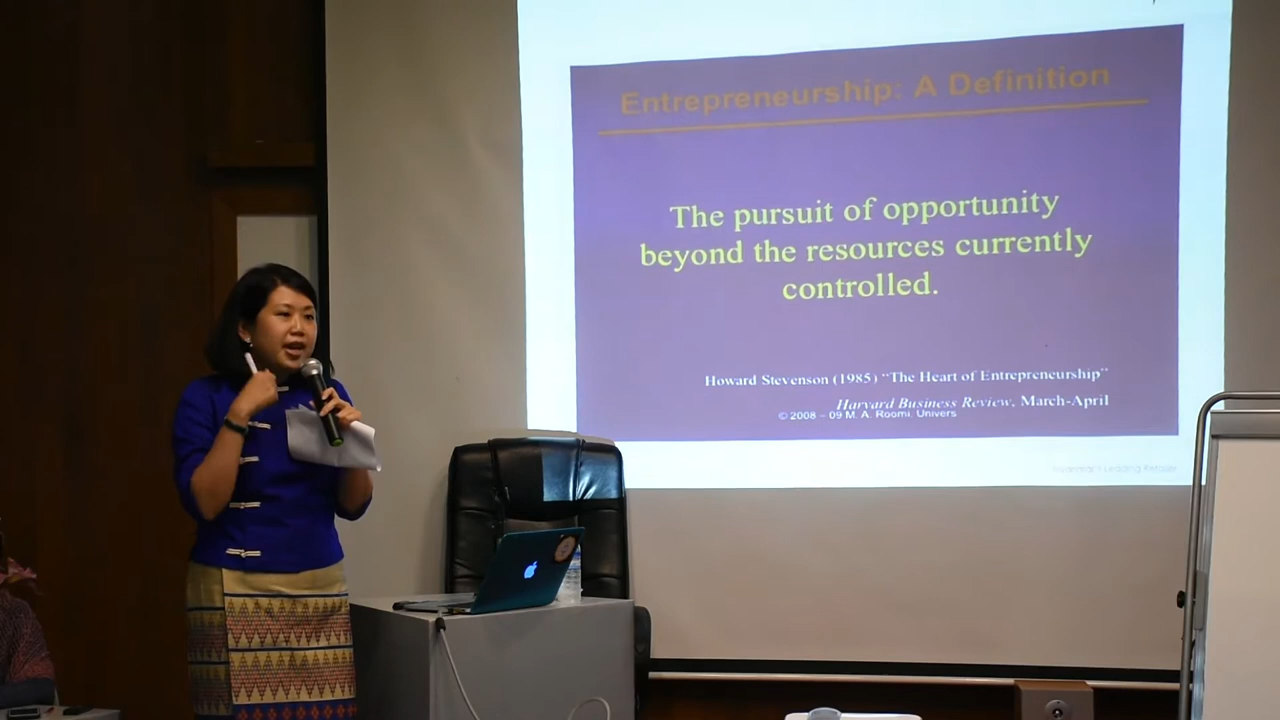 Entrepreneurship: A Definition
The pursuit of opportunity
beyond the resources currently
controlled.
Howard Stevenson (1985) "The Heart of Entrepreneurship"
Harvard Business Review, March-April
© 2008 – 09 M. A. Roomi, Univers
Leading